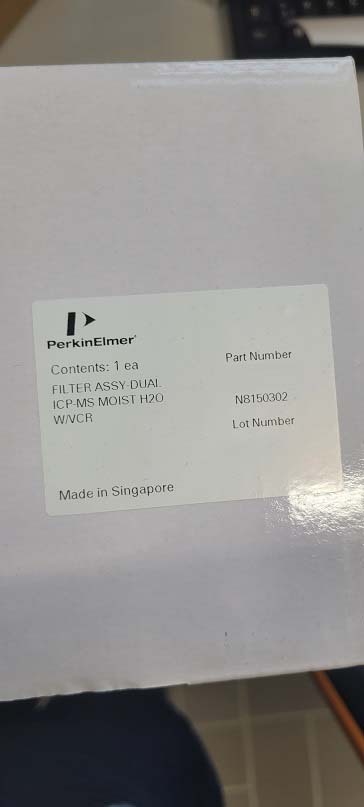 PerkinElmer
Contents: 1 ea
Part Number
FILTER ASSY-DUAL
ICP-MS MOIST H2O
N8150302
W/VCR
Lot Number
Made in Singapore